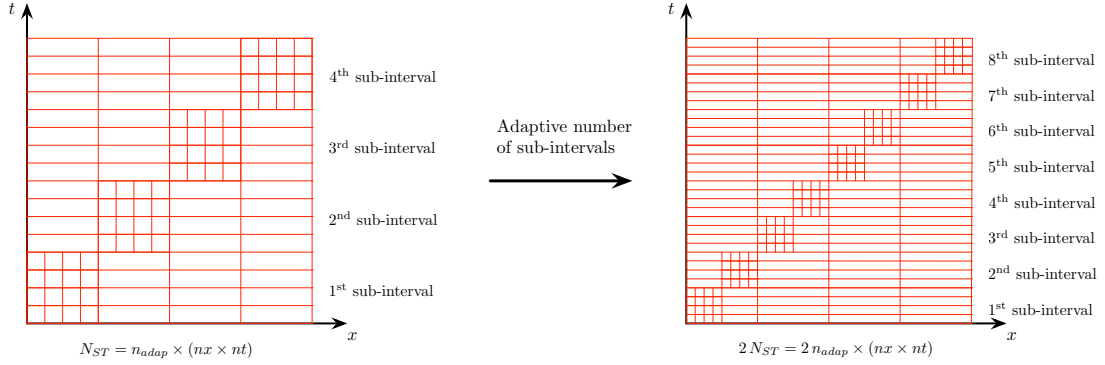 t
4th sub-interval
3rd sub-interval
2nd sub-interval
1st sub-interval
x
N_ST = n_adap × (nx × nt)
Adaptive number
of sub-intervals
t
8th sub-interval
7th sub-interval
6th sub-interval
5th sub-interval
4th sub-interval
3rd sub-interval
2nd sub-interval
1st sub-interval
x
2 N_ST = 2 n_adap × (nx × nt)